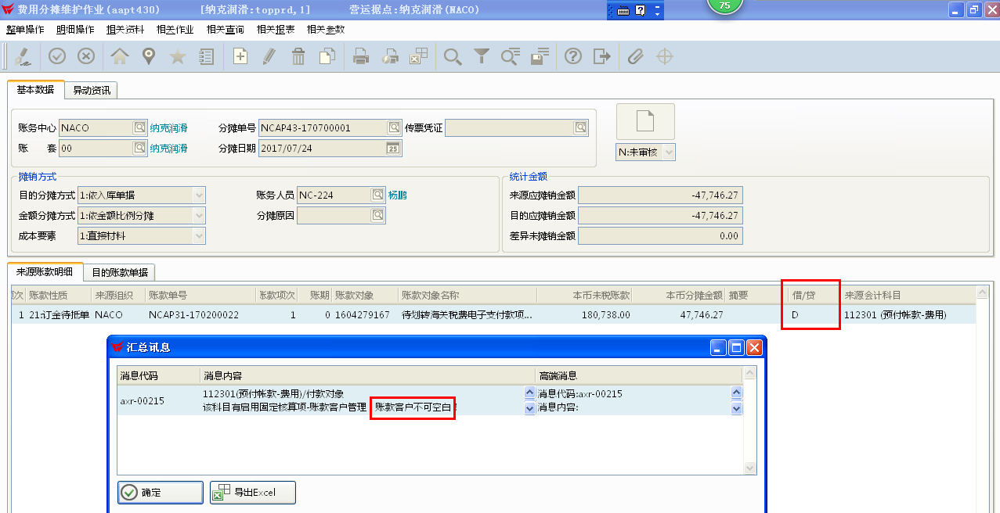 费用分摊维护作业(aapt430) [纳克润滑:topprd,1] 营运据点:纳克润滑(NACO)
75
整单操作 明细操作 相关资料 相关作业 相关查询 相关报表 相关参数
基本数据 异动资讯
账务中心 NACO 纳克润滑 分摊单号 NCAP43-170700001 传票凭证
账 套 00 纳克润滑 分摊日期 2017/07/24 25 N:未审核
摊销方式 统计金额
目的分摊方式 1:依入库单据 账务人员 NC-224 杨鹏 来源应摊销金额 -47,746.27
金额分摊方式 1:依金额比例分摊 分摊原因 目的应摊销金额 -47,746.27
成本要素 1:直接材料 差异未摊销金额 0.00
来源账款明细 目的账款单据
次 账款性质 来源组织 账款单号 账款项次 账期 账款对象 账款对象名称 本币未税账款 本币分摊金额 摘要 借/贷 来源会计科目
1 21:订金待抵单 NACO NCAP31-170200022 1 0 1604279167 待划转海关税费电子支付款项... 180,738.00 47,746.27 D 112301 (预付帐款-费用)
汇总讯息
消息代码 消息内容 高端消息
axr-00215 112301(预付帐款-费用)/付款对象 消息代码:axr-00215
该科目有启用固定核算项-账款客户管理 账款客户不可空白! 消息内容:
确定 导出Excel